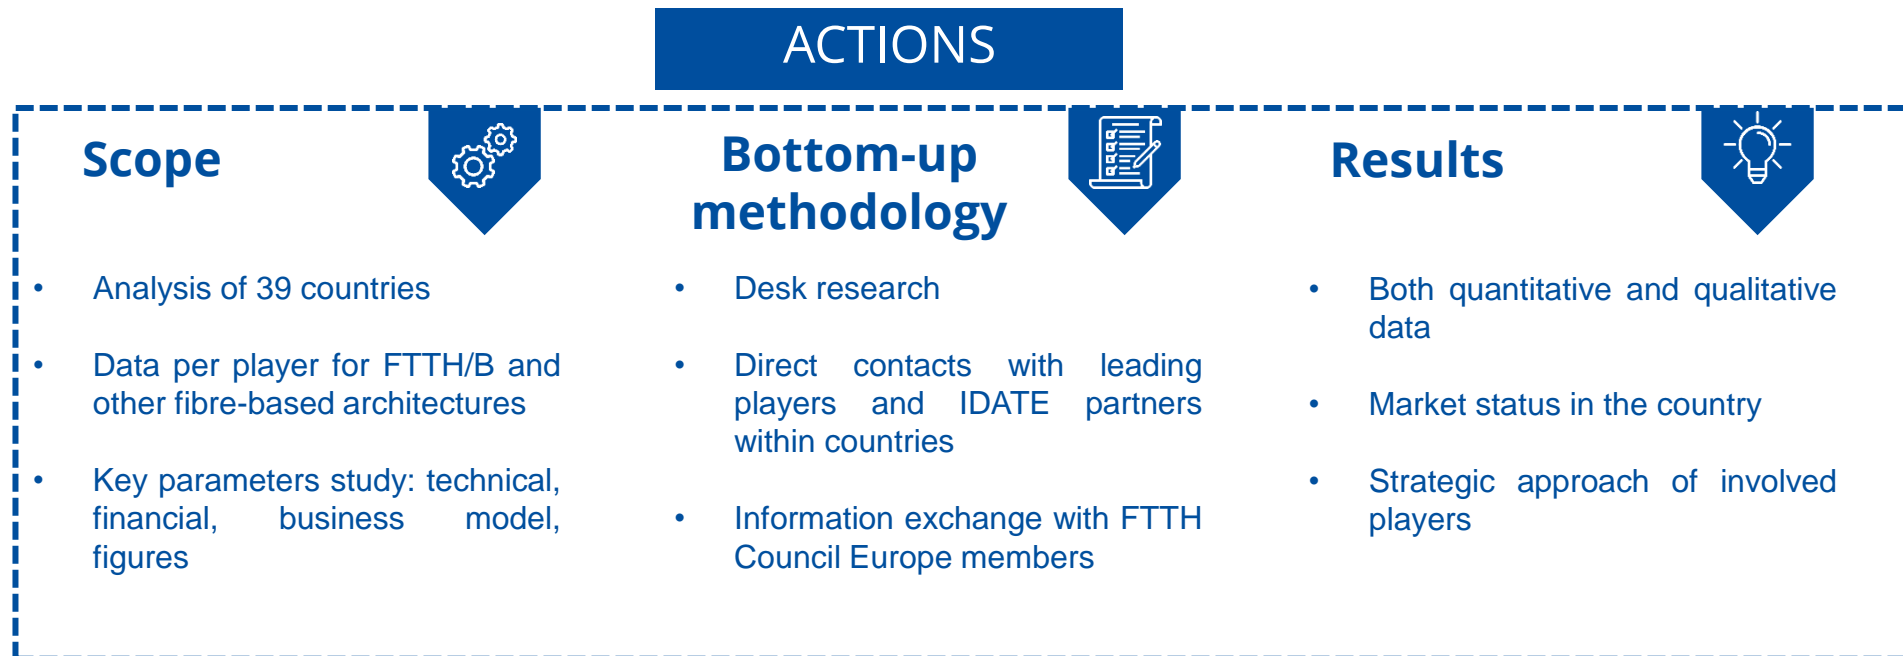 ACTIONS
Scope
• Analysis of 39 countries
• Data per player for FTTH/B and
other fibre-based architectures
• Key parameters study: technical,
financial, business model,
figures
Bottom-up
methodology
• Desk research
• Direct contacts with leading
players and IDATE partners
within countries
• Information exchange with FTTH
Council Europe members
Results
• Both quantitative and qualitative
data
• Market status in the country
• Strategic approach of involved
players